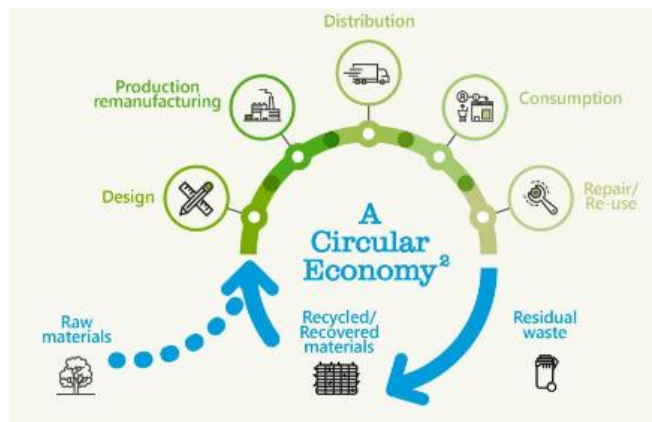 Distribution
Production
remanufacturing
Consumption
Design
Repair/
Re-use
A
Circular
Economy²
Raw
materials
Recycled/
Recovered
materials
Residual
waste